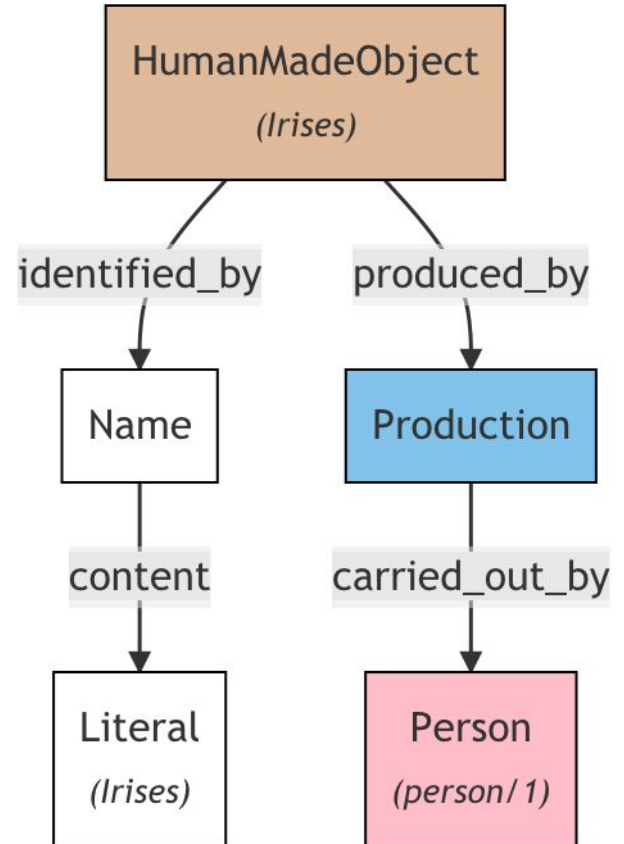 HumanMadeObject
(Irises)
identified_by
produced_by
Name
Production
content
carried_out_by
Literal
(Irises)
Person
(person/1)